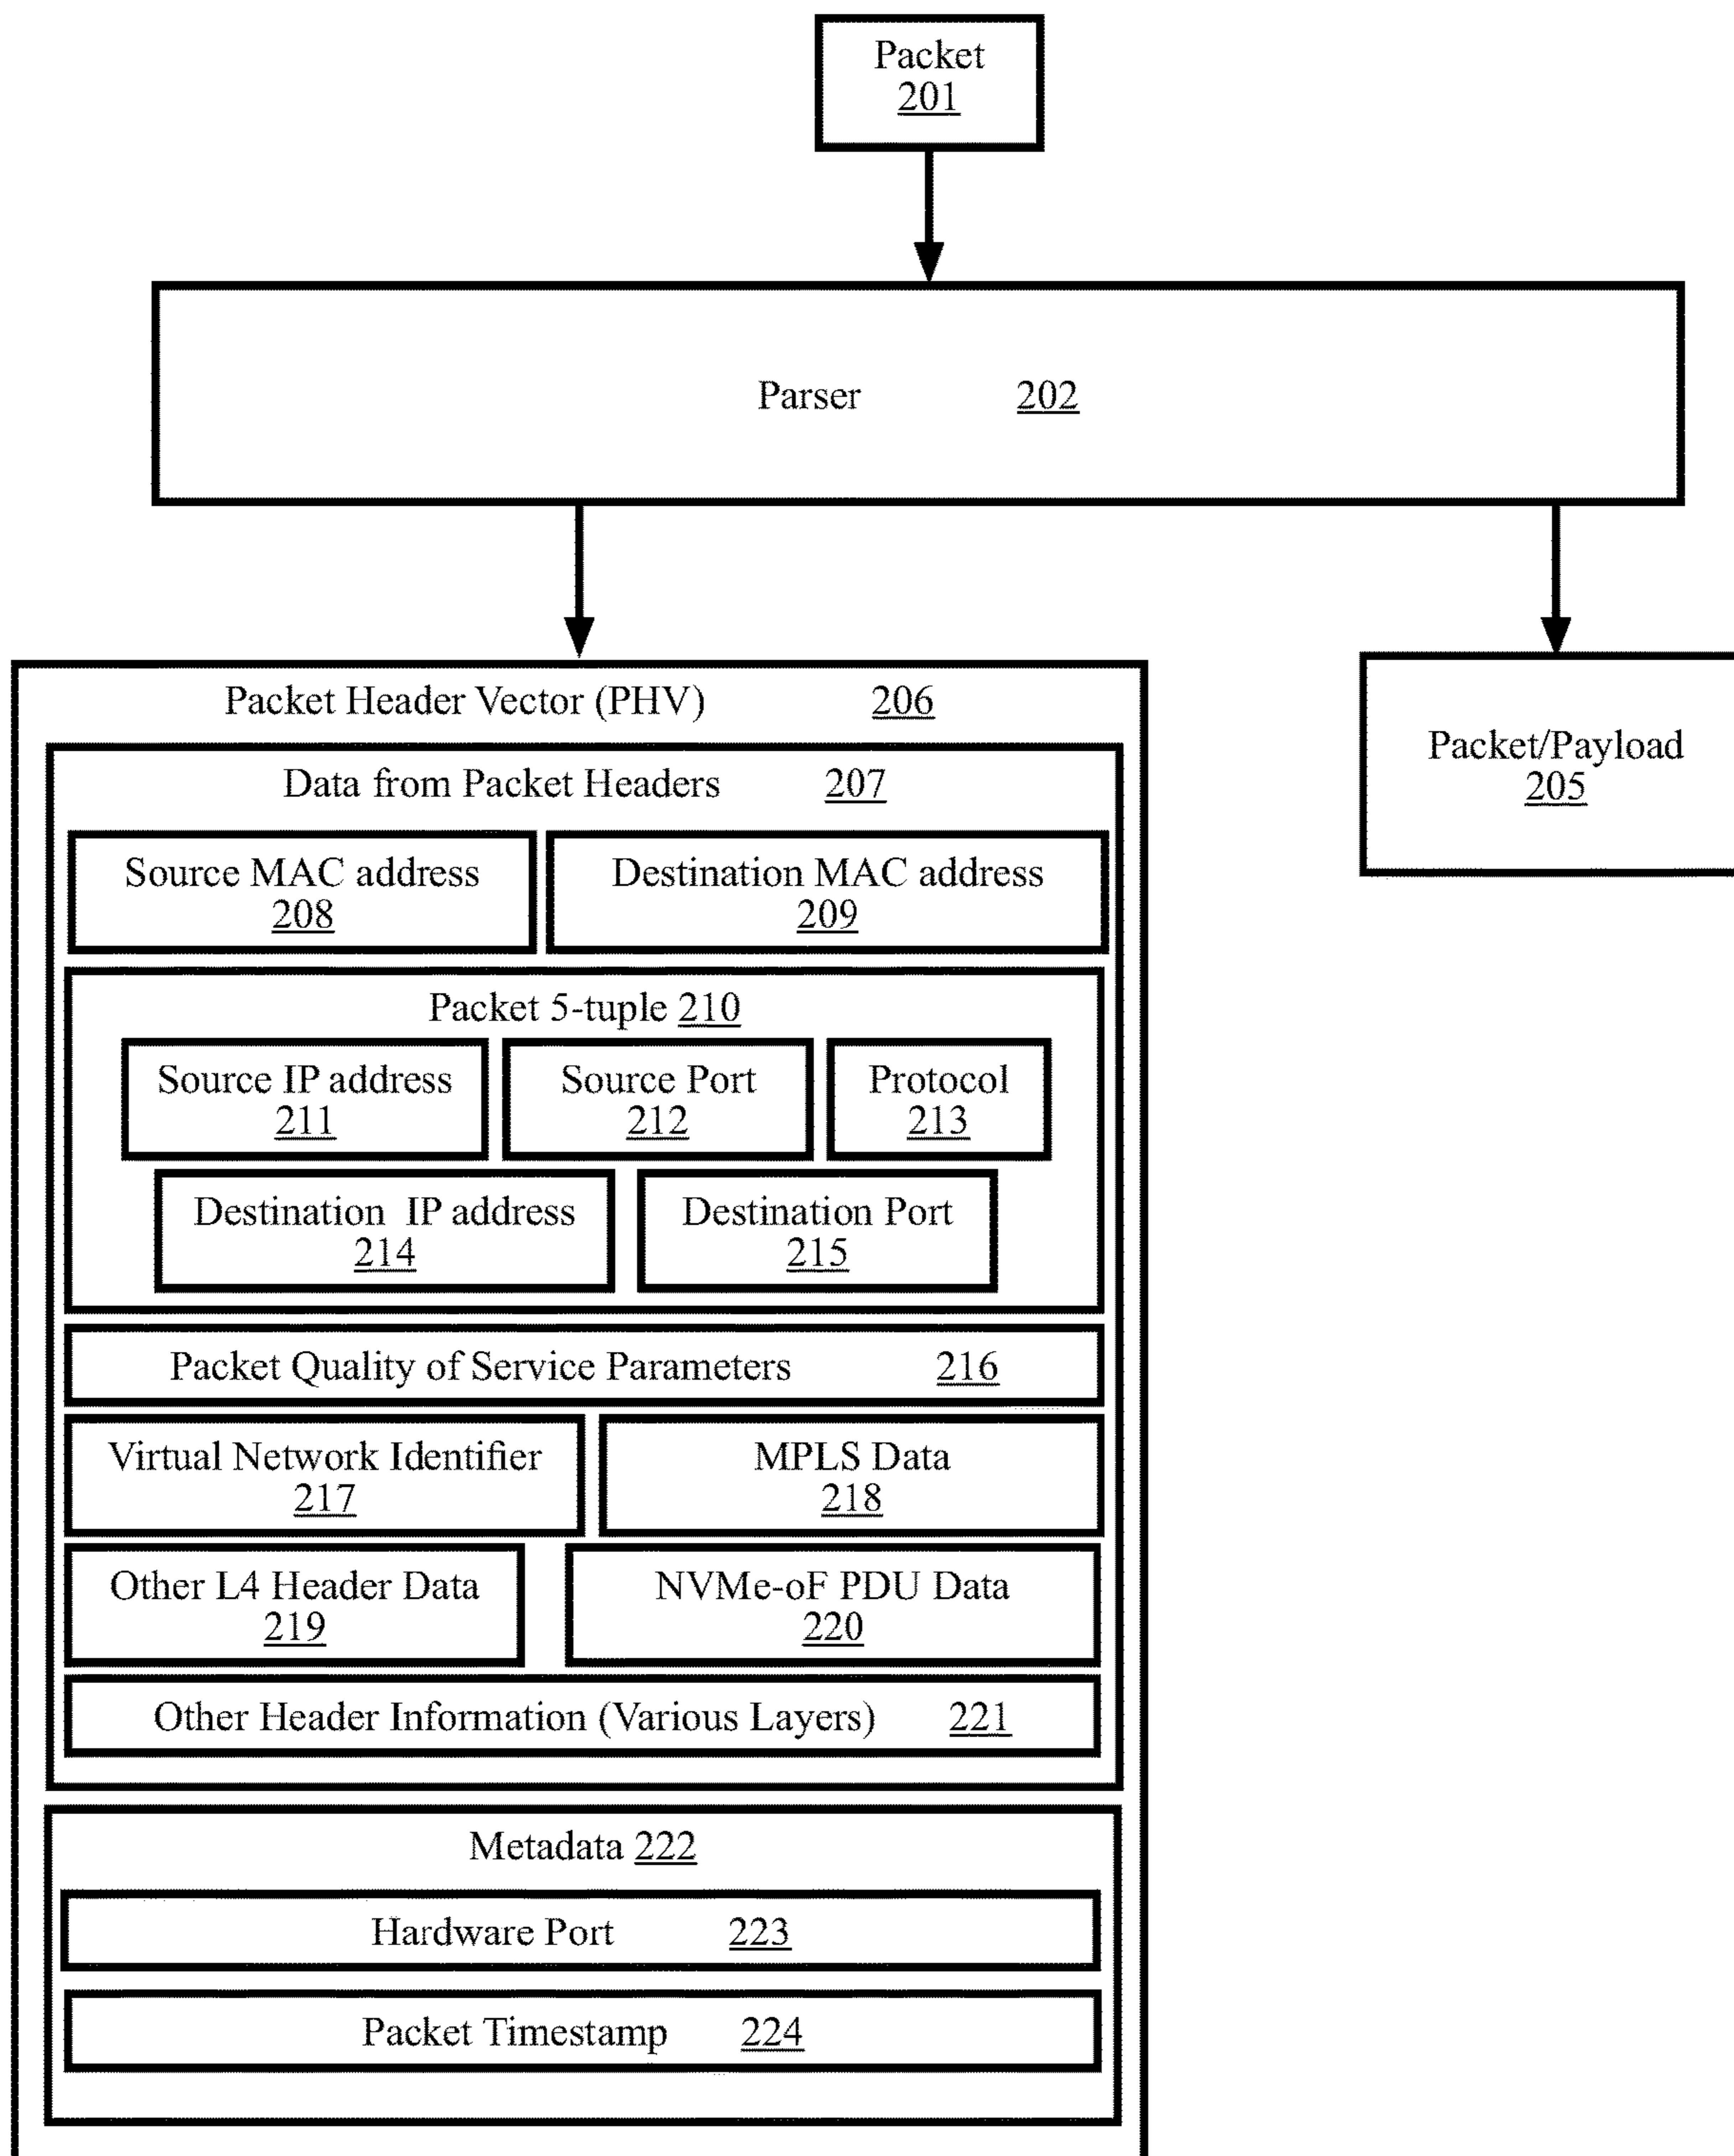 Packet
201
Parser 202
Packet Header Vector (PHV) 206
Packet/Payload
205
Data from Packet Headers 207
Source MAC address
208
Destination MAC address
209
Packet 5-tuple 210
Source IP address
211
Source Port
212
Protocol
213
Destination IP address
214
Destination Port
215
Packet Quality of Service Parameters 216
Virtual Network Identifier
217
MPLS Data
218
Other L4 Header Data
219
NVMe-oF PDU Data
220
Other Header Information (Various Layers) 221
Metadata 222
Hardware Port 223
Packet Timestamp 224